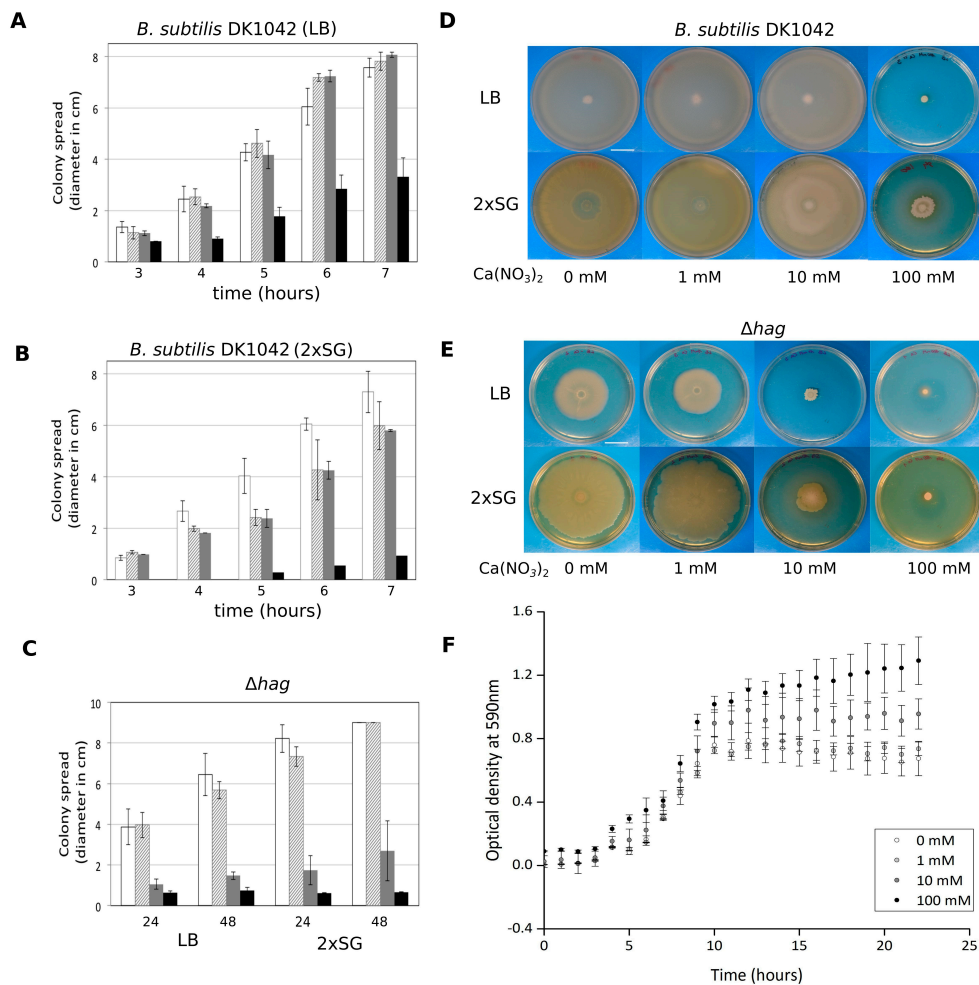 A
B. subtilis DK1042 (LB)
Colony spread
(diameter in cm)
8
6
4
2
0
3 4 5 6 7
time (hours)
B
B. subtilis DK1042 (2xSG)
Colony spread
(diameter in cm)
8
6
4
2
0
3 4 5 6 7
time (hours)
C
Δhag
Colony spread
(diameter in cm)
10
8
6
4
2
0
24 48 24 48
LB 2xSG
D
B. subtilis DK1042
LB
2xSG
Ca(NO₃)₂ 0 mM 1 mM 10 mM 100 mM
E
Δhag
LB
2xSG
Ca(NO₃)₂ 0 mM 1 mM 10 mM 100 mM
F
Optical density at 590nm
1.6
1.2
0.8
0.4
0.0
-0.4
0 5 10 15 20 25
Time (hours)
0 mM
1 mM
10 mM
100 mM